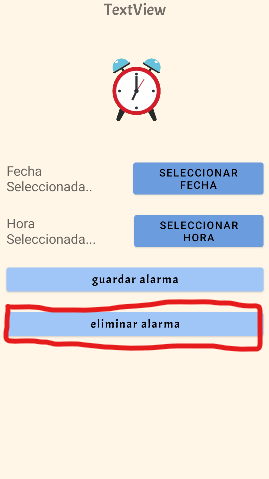 TextView
Fecha
Seleccionada..
SELECCIONAR
FECHA
Hora
Seleccionada...
SELECCIONAR
HORA
guardar alarma
eliminar alarma